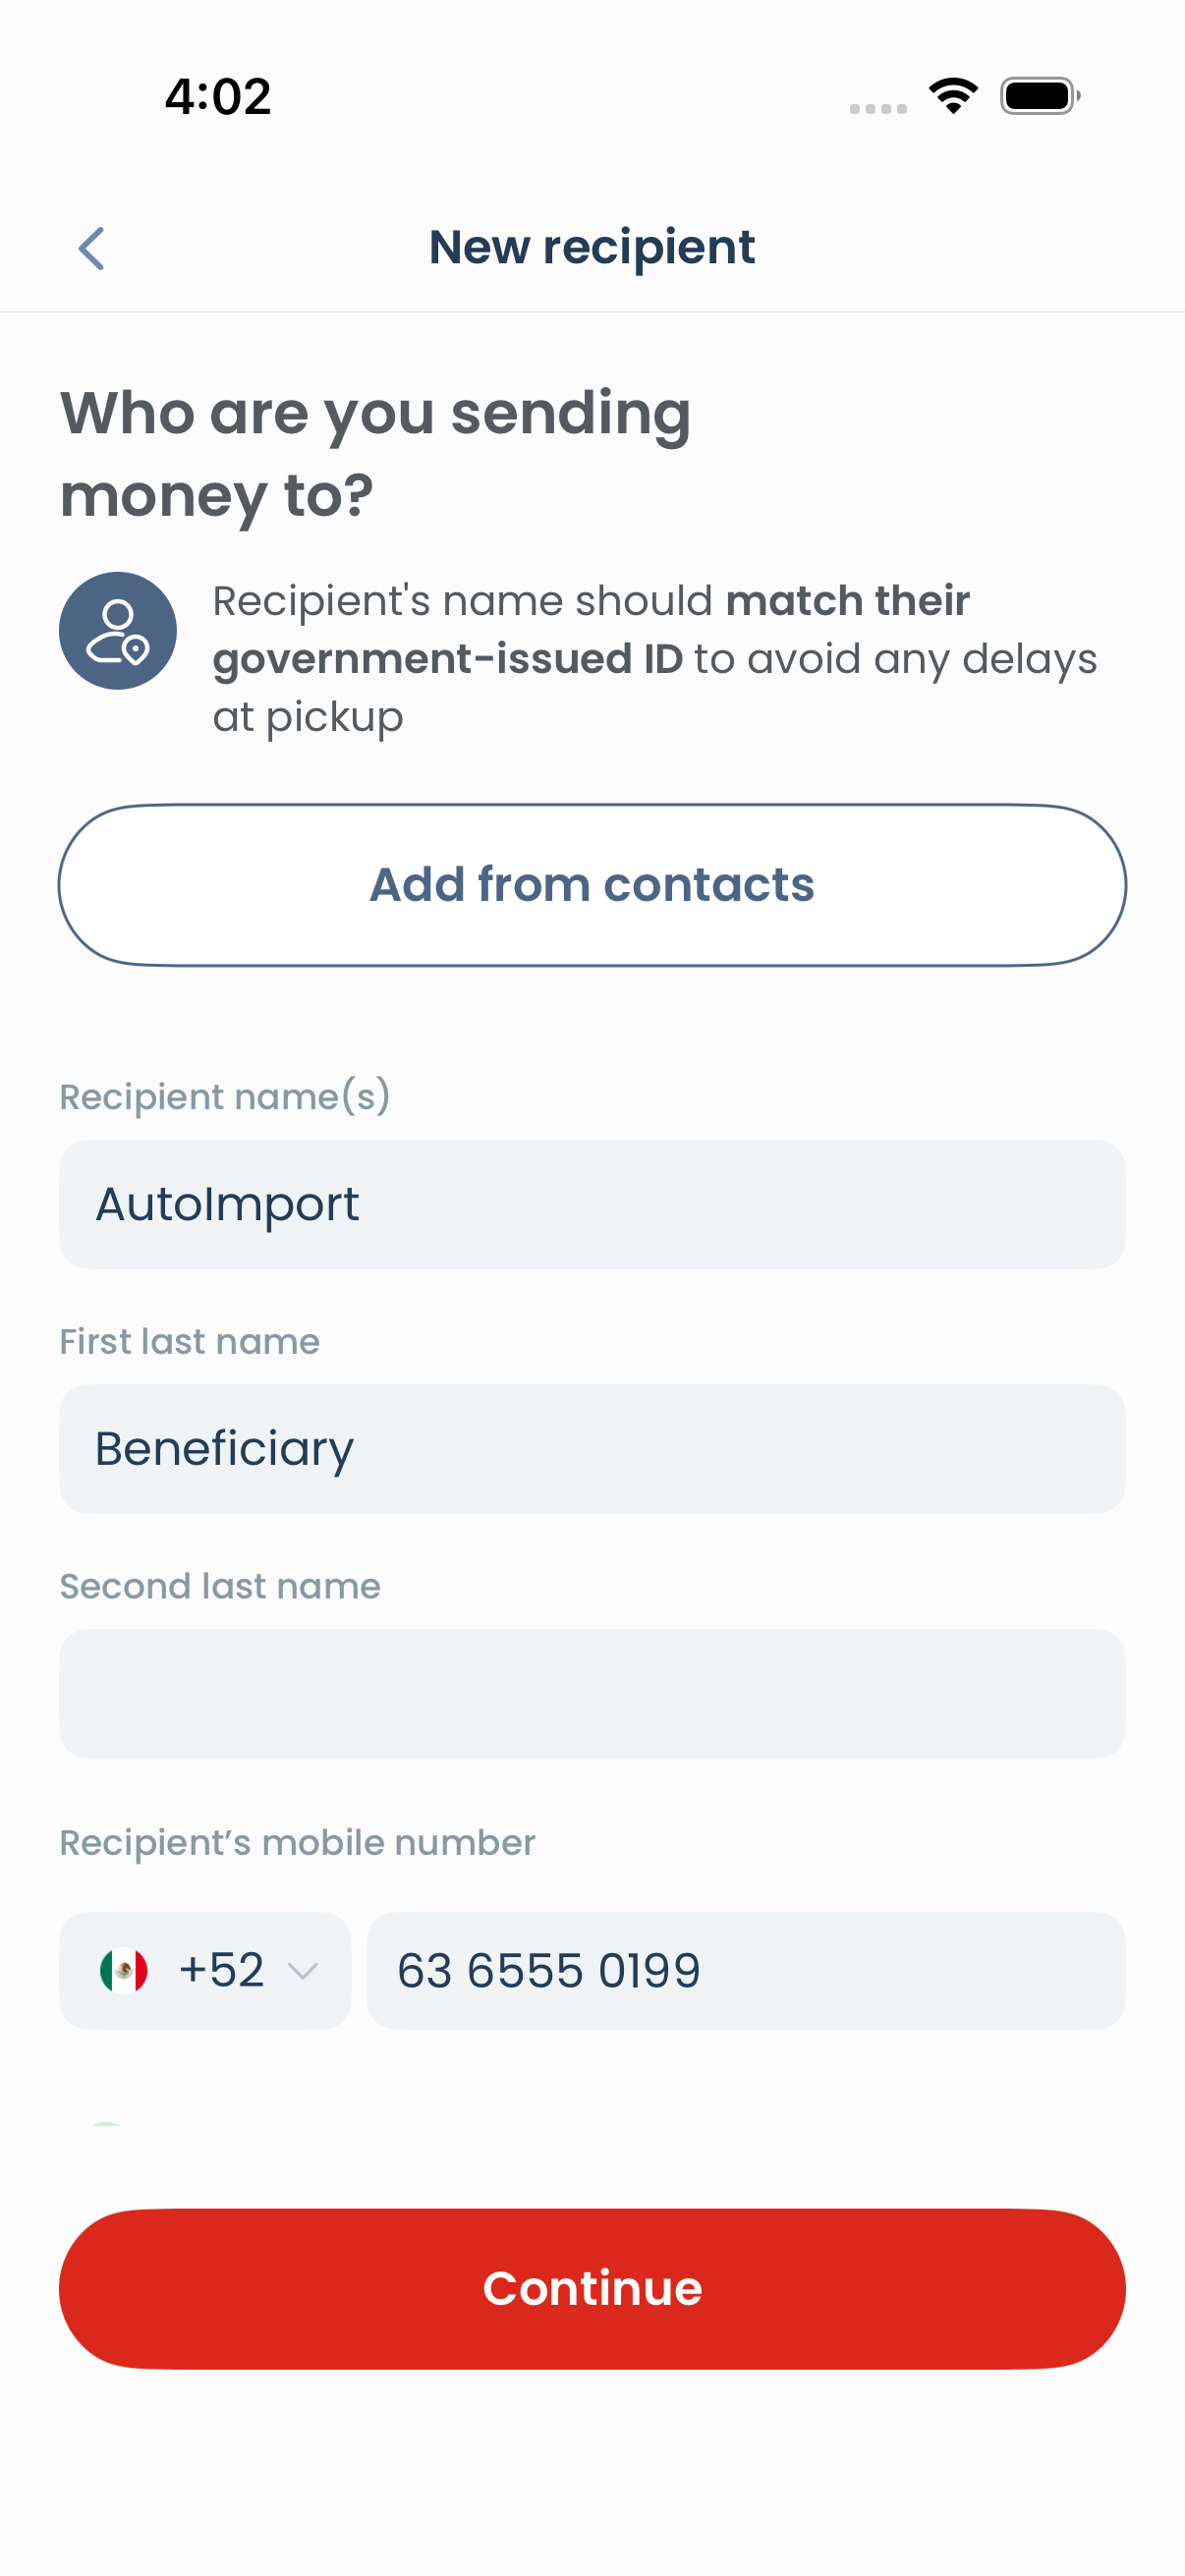 4:02
New recipient
Who are you sending
money to?
Recipient's name should match their
government-issued ID to avoid any delays
at pickup
Add from contacts
Recipient name(s)
AutoImport
First last name
Beneficiary
Second last name
Recipient’s mobile number
+52 63 6555 0199
Continue